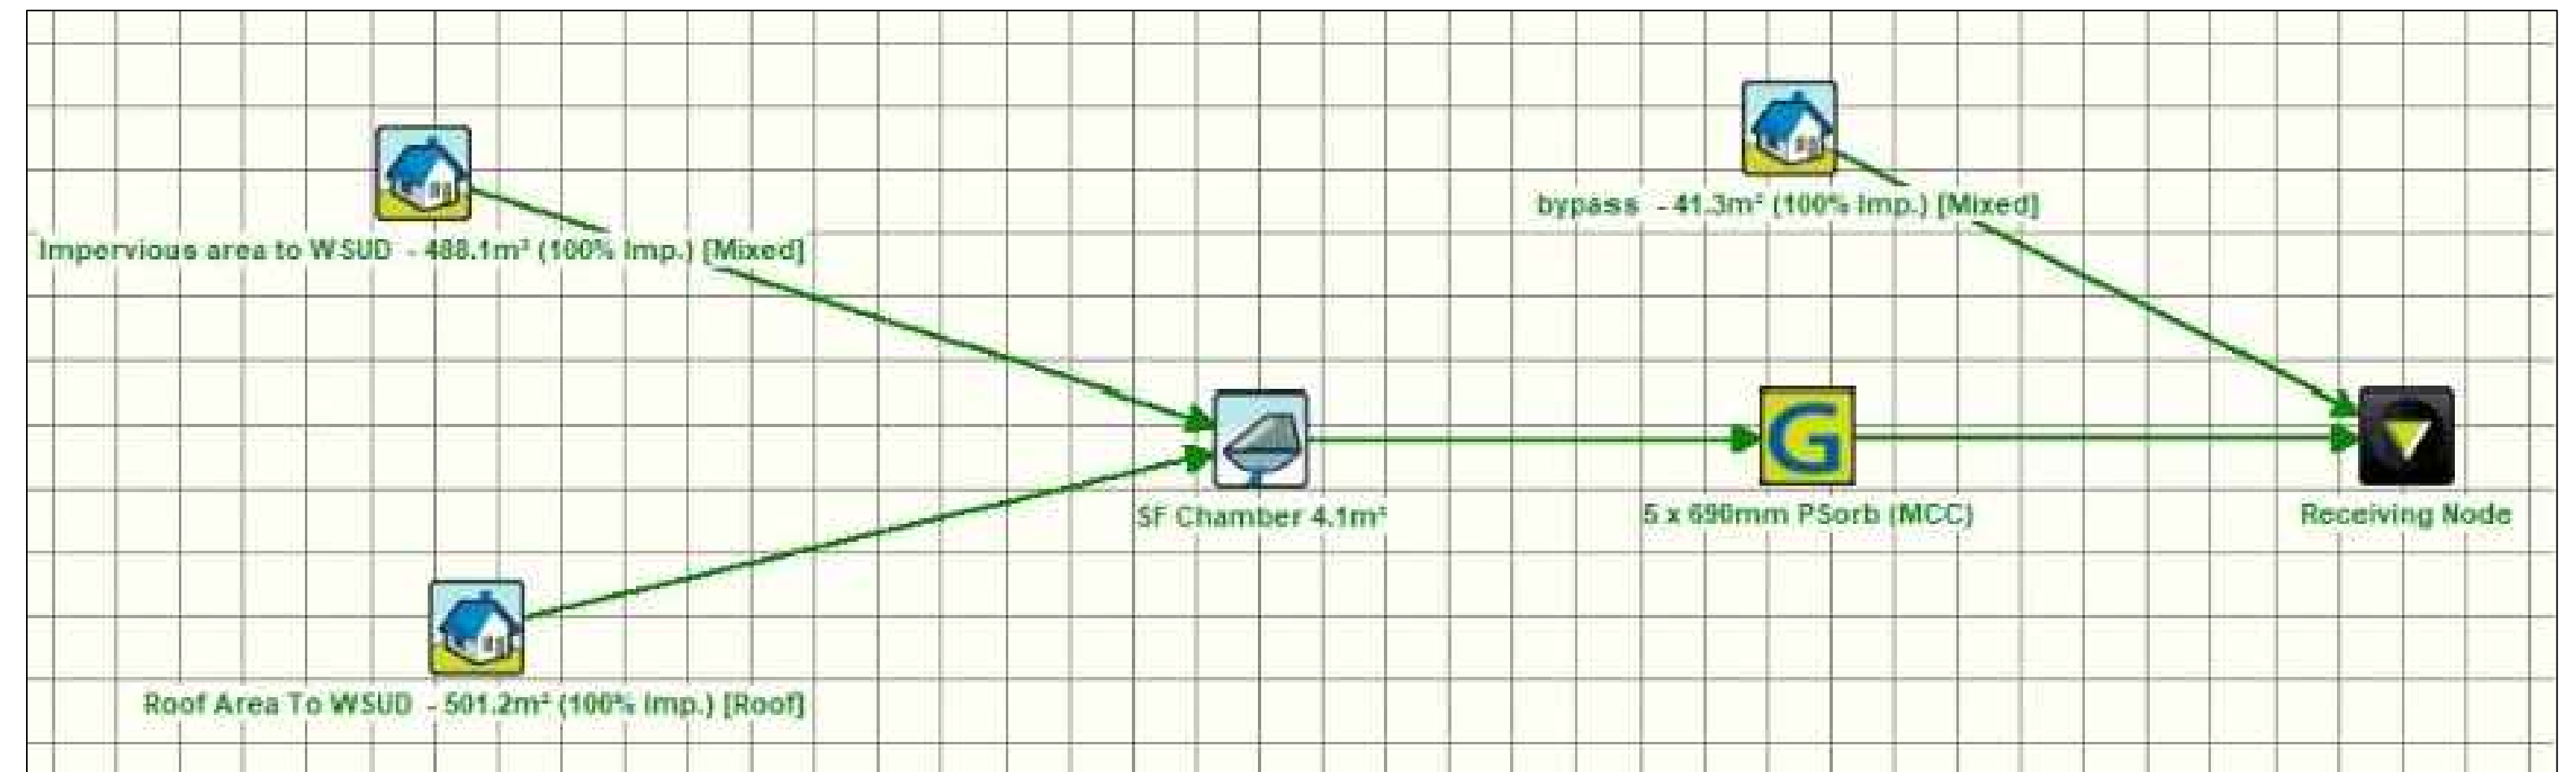 bypass - 41.3m² (100% Imp.) [Mixed]
Impervious area to WSUD - 488.1m² (100% Imp.) [Mixed]
G
SF Chamber 4.1m²
5 x 690mm PSorb (MCC)
Receiving Node
Roof Area To WSUD - 501.2m² (100% Imp.) [Roof]